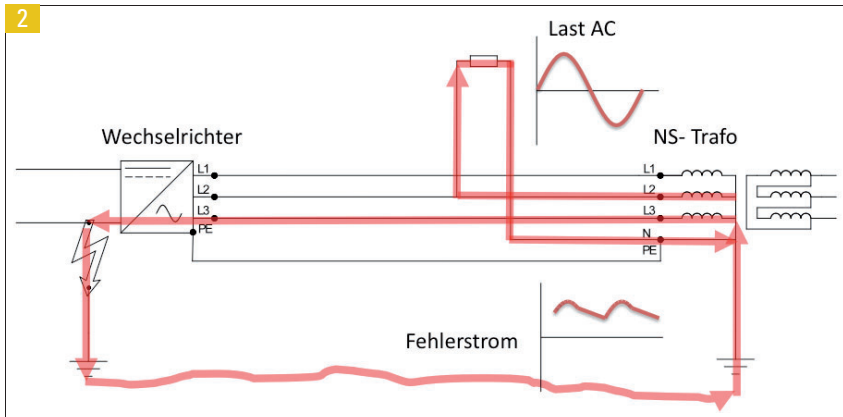 2
Last AC
Wechselrichter
NS- Trafo
L1
L1
L2
L2
L3
L3
PE
N
PE
Fehlerstrom